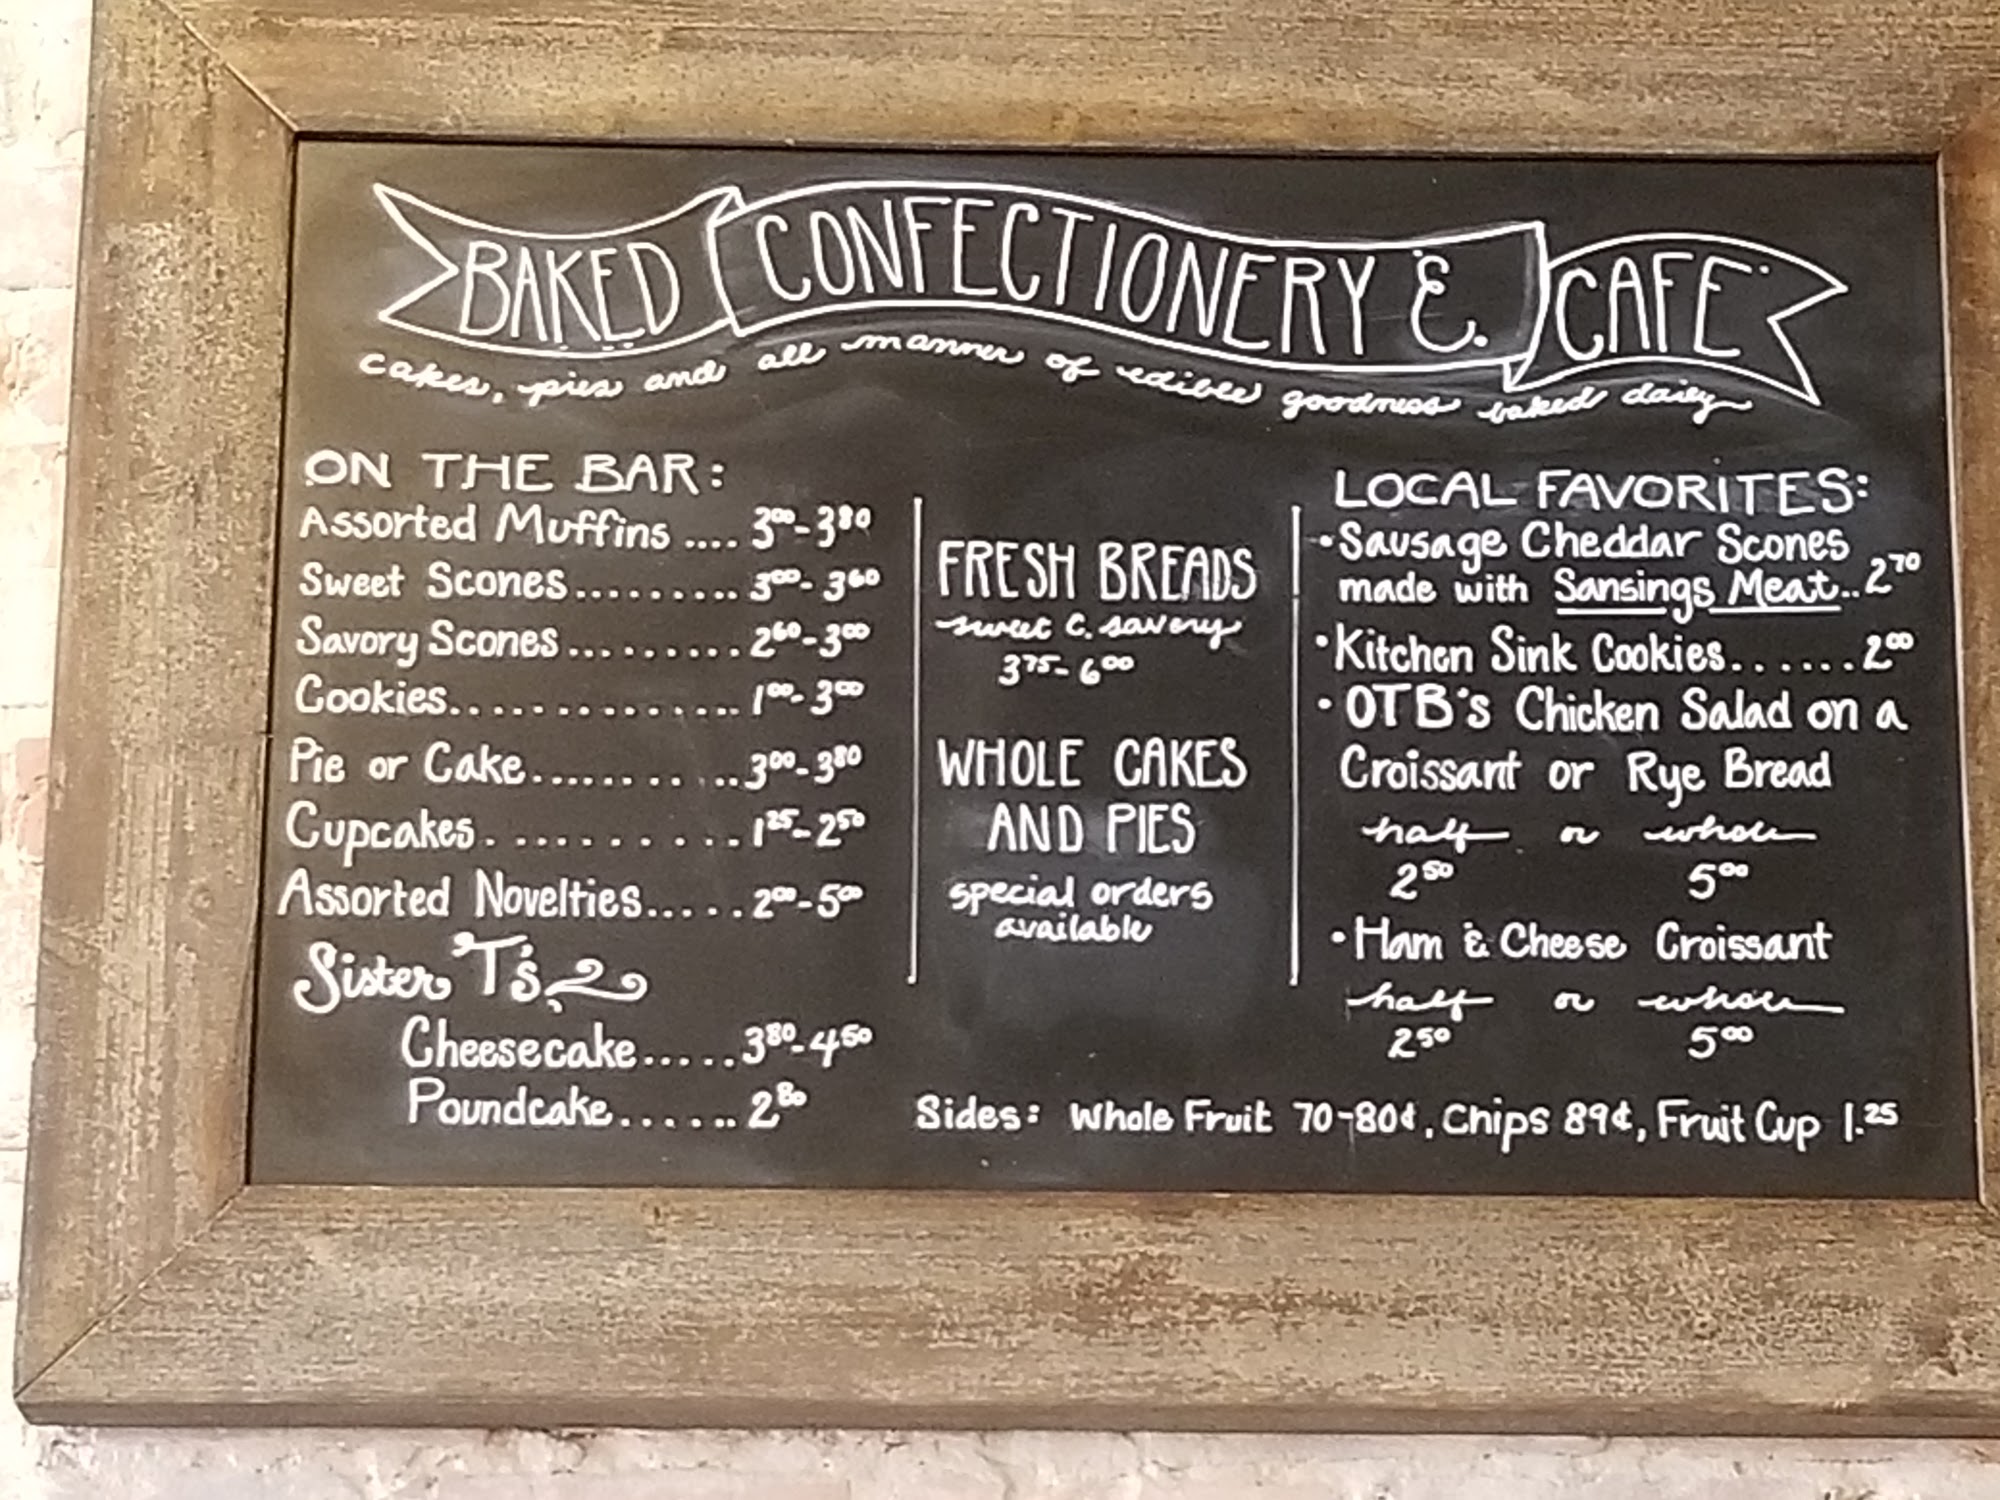 BAKED CONFECTIONERY & CAFE
cakes, pies and all manner of edible goodness baked daily
ON THE BAR:
Assorted Muffins .... 3⁰⁰-3⁸⁰
Sweet Scones......... 3⁰⁰-3⁶⁰
Savory Scones......... 2⁶⁰-3⁰⁰
Cookies.............. 1⁰⁰-3⁰⁰
Pie or Cake........... 3⁰⁰-3⁸⁰
Cupcakes........... 1²⁵-2⁵⁰
Assorted Novelties..... 2⁰⁰-5⁰⁰
Sister T's
Cheesecake..... 3⁸⁰-4⁵⁰
Poundcake...... 2⁸⁰
FRESH BREADS
sweet & savery
3⁷⁵-6⁰⁰
WHOLE CAKES
AND PIES
special orders
available
LOCAL FAVORITES:
• Sausage Cheddar Scones
made with Sansings Meat.. 2⁷⁰
• Kitchen Sink Cookies...... 2⁰⁰
• OTB's Chicken Salad on a
Croissant or Rye Bread
half or whole
2⁵⁰ 5⁰⁰
• Ham & Cheese Croissant
half or whole
2⁵⁰ 5⁰⁰
Sides: Whole Fruit 70-80¢, Chips 89¢, Fruit Cup 1.²⁵